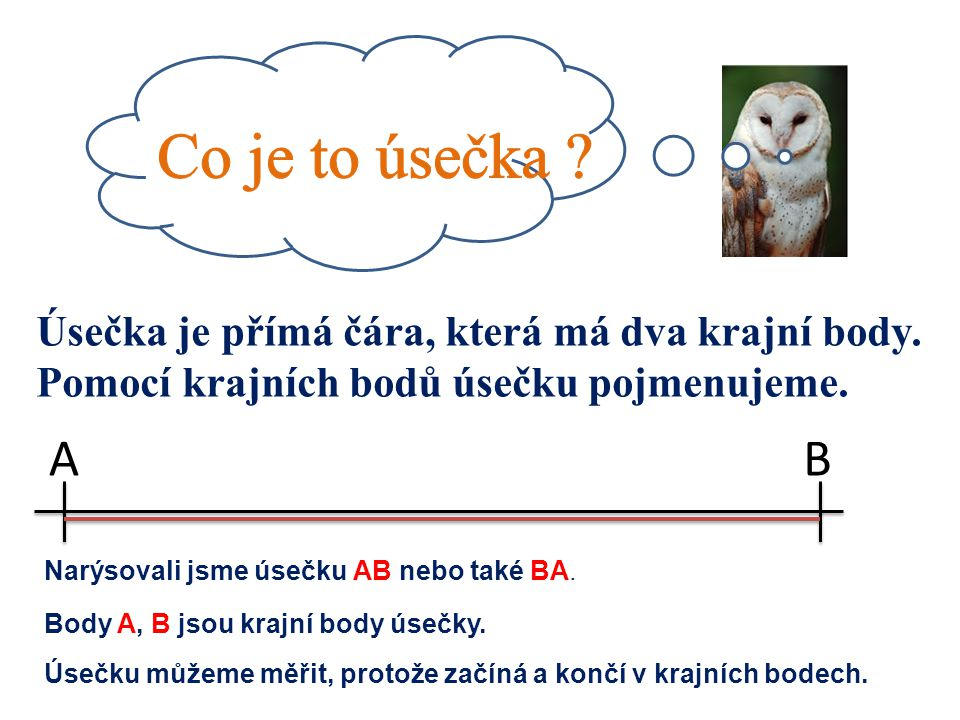 Co je to úsečka ?
Úsečka je přímá čára, která má dva krajní body.
Pomocí krajních bodů úsečku pojmenujeme.
A B
Narýsovali jsme úsečku AB nebo také BA.
Body A, B jsou krajní body úsečky.
Úsečku můžeme měřit, protože začíná a končí v krajních bodech.